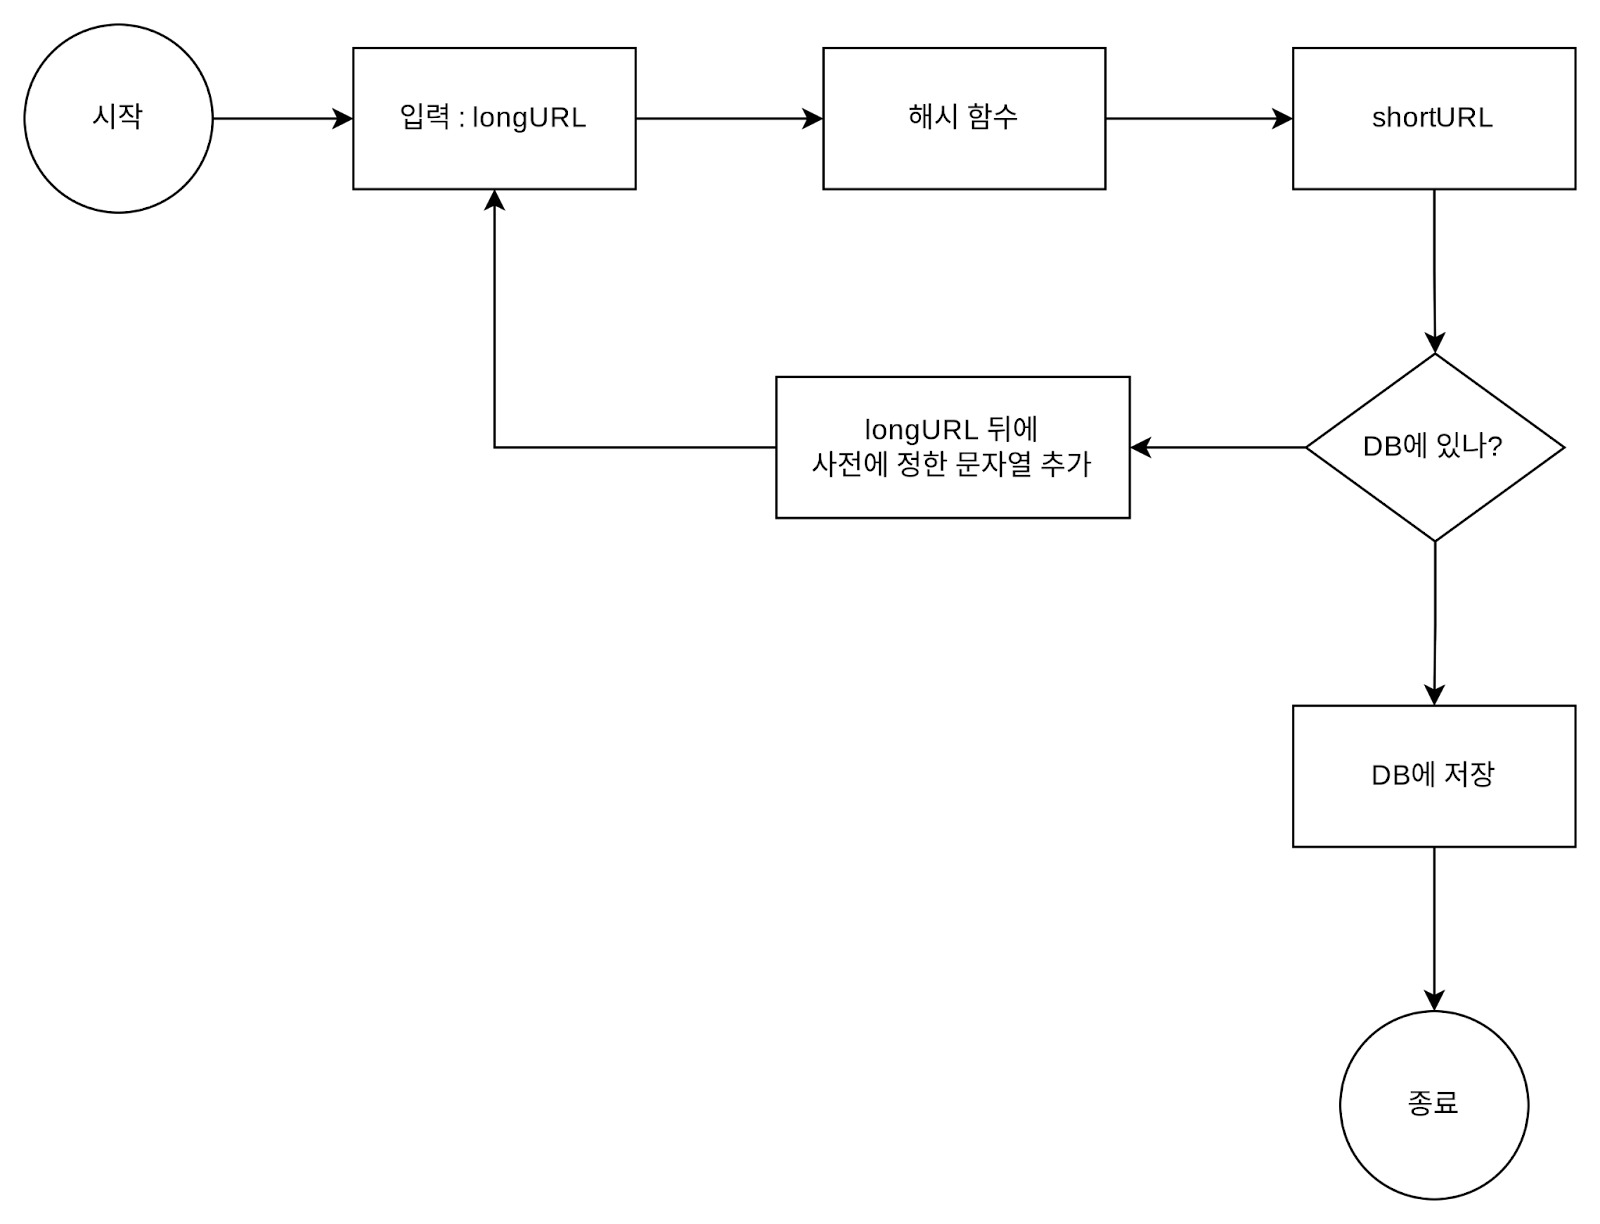 시작
입력 : longURL
해시 함수
shortURL
longURL 뒤에
사전에 정한 문자열 추가
DB에 있나?
DB에 저장
종료